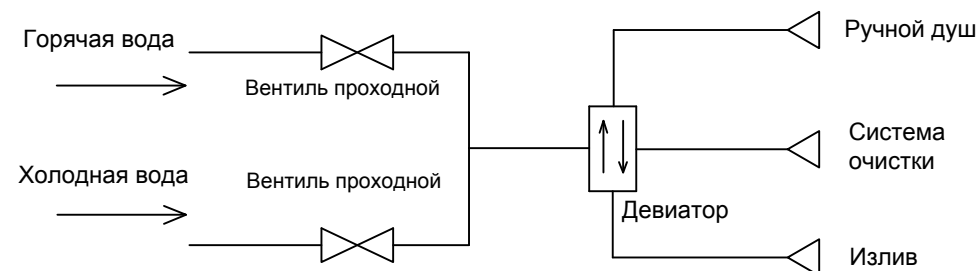 Горячая вода
Вентиль проходной
Холодная вода
Вентиль проходной
Девиатор
Ручной душ
Система
очистки
Излив